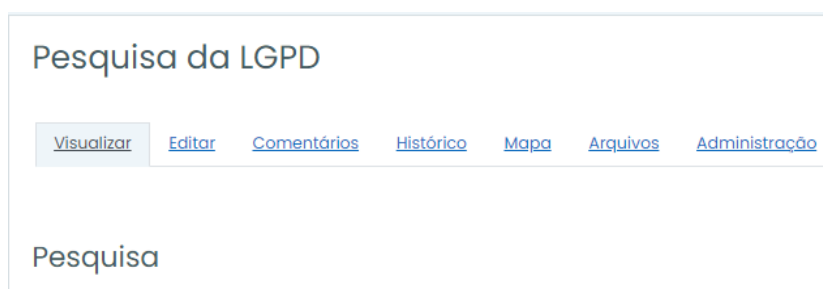 Pesquisa da LGPD
Visualizar Editar Comentários Histórico Mapa Arquivos Administração
Pesquisa